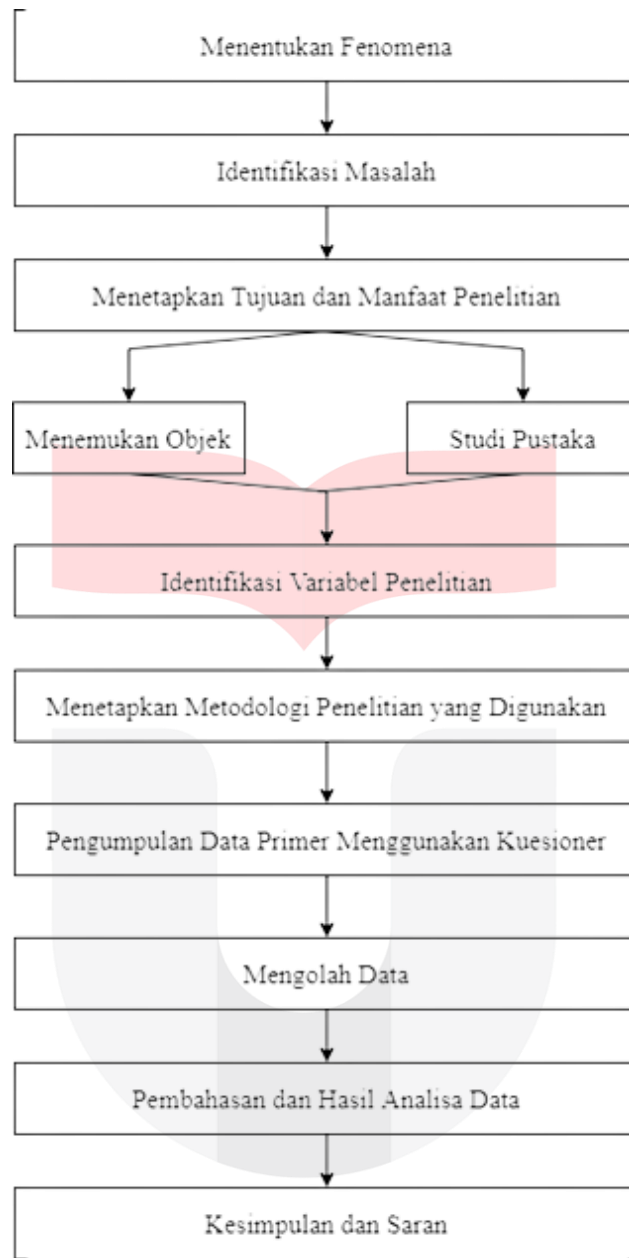 Menentukan Fenomena
Identifikasi Masalah
Menetapkan Tujuan dan Manfaat Penelitian
Menemukan Objek
Studi Pustaka
Identifikasi Variabel Penelitian
Menetapkan Metodologi Penelitian yang Digunakan
Pengumpulan Data Primer Menggunakan Kuesioner
Mengolah Data
Pembahasan dan Hasil Analisa Data
Kesimpulan dan Saran